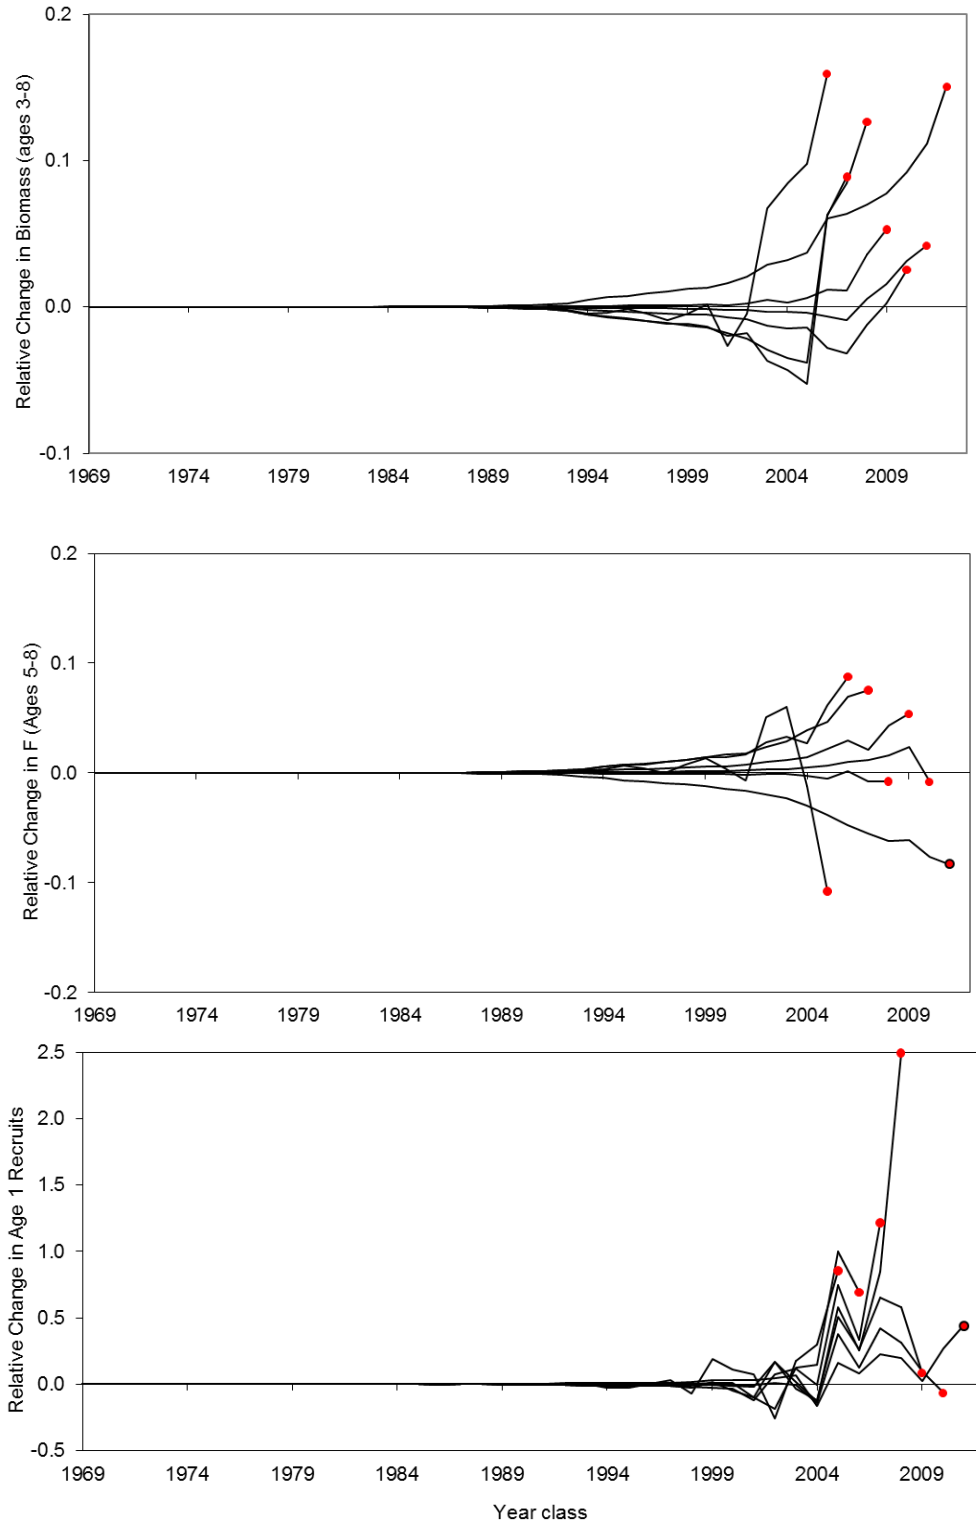 Relative Change in Biomass (ages 3-8)
0.2
0.1
0.0
-0.1
1969 1974 1979 1984 1989 1994 1999 2004 2009
Relative Change in F (Ages 5-8)
0.2
0.1
0.0
-0.1
-0.2
1969 1974 1979 1984 1989 1994 1999 2004 2009
Relative Change in Age 1 Recruits
2.5
2.0
1.5
1.0
0.5
0.0
-0.5
1969 1974 1979 1984 1989 1994 1999 2004 2009
Year class